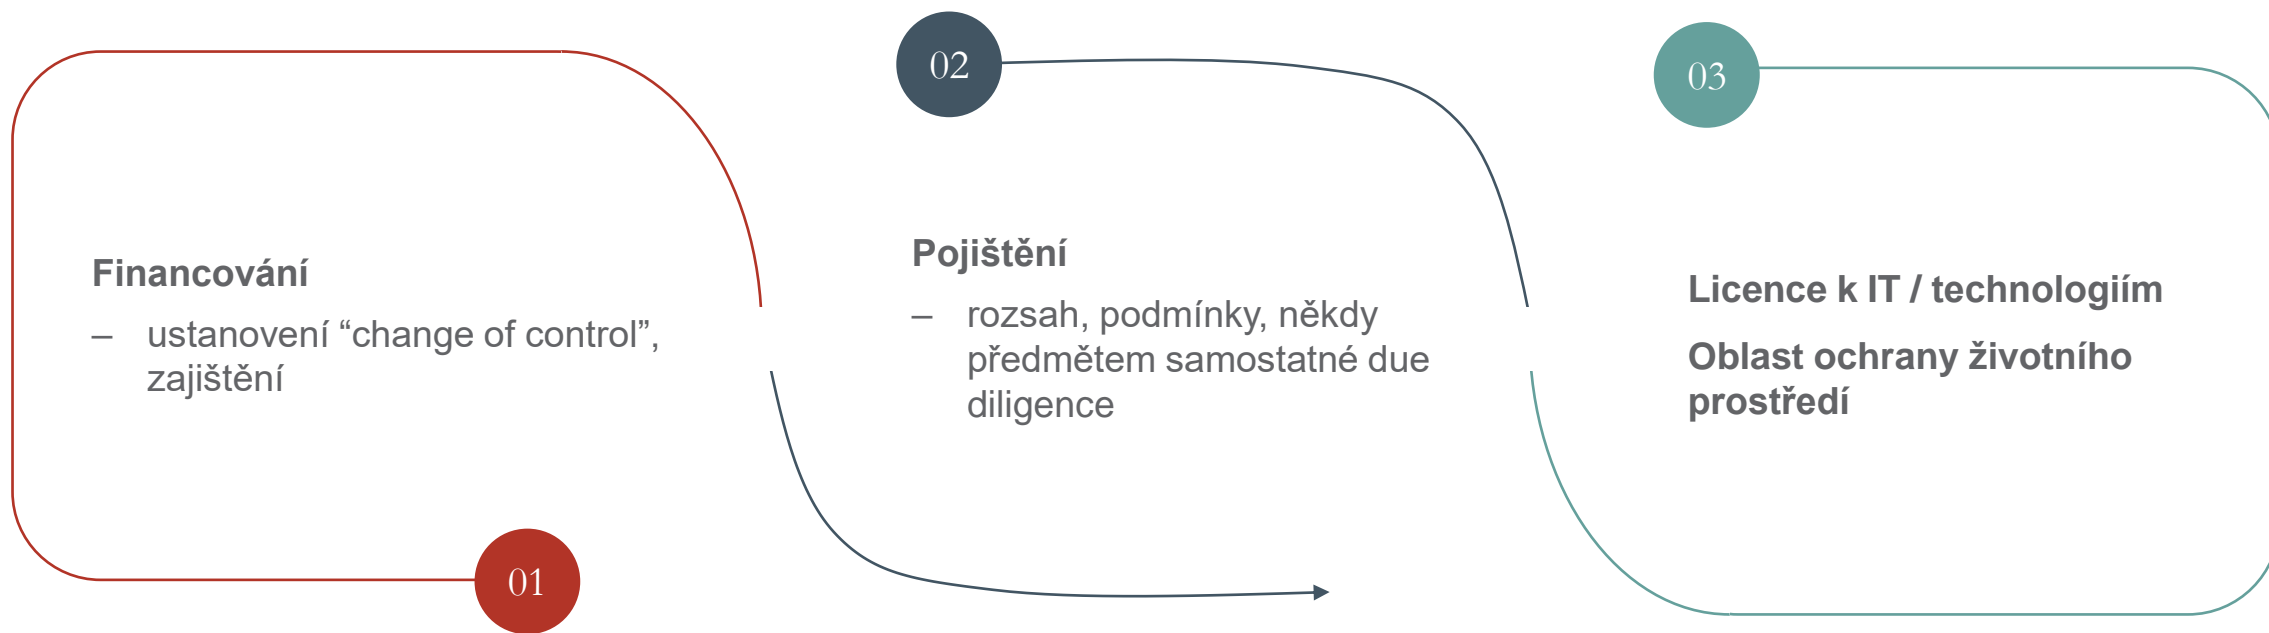 01
Financování
– ustanovení “change of control”,
zajištění
02
Pojištění
– rozsah, podmínky, někdy
předmětem samostatné due
diligence
03
Licence k IT / technologiím
Oblast ochrany životního
prostředí